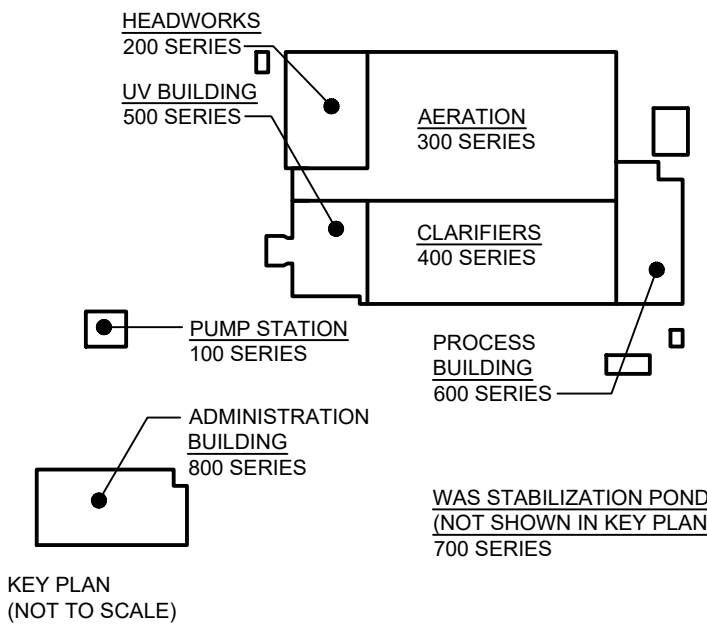 HEADWORKS
200 SERIES
UV BUILDING
500 SERIES
AERATION
300 SERIES
CLARIFIERS
400 SERIES
PUMP STATION
100 SERIES
PROCESS
BUILDING
600 SERIES
ADMINISTRATION
BUILDING
800 SERIES
WAS STABILIZATION POND
(NOT SHOWN IN KEY PLAN
700 SERIES
KEY PLAN
(NOT TO SCALE)